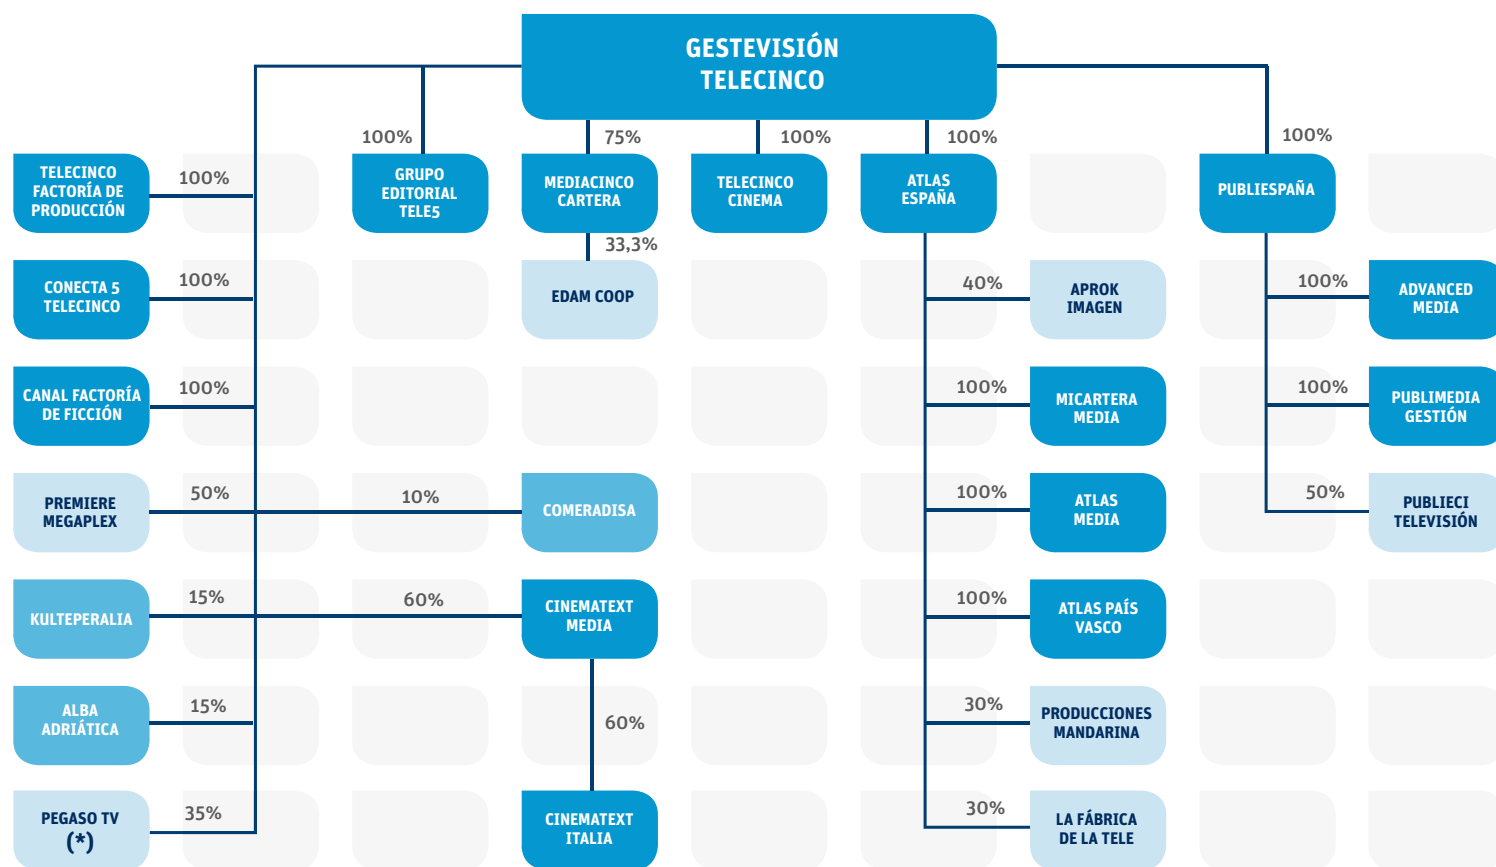 GESTEVISIÓN
TELECINCO
100%
75%
100%
100%
100%
TELECINCO
FACTORÍA DE
PRODUCCIÓN
100%
GRUPO
EDITORIAL
TELE5
MEDIACINCO
CARTERA
TELECINCO
CINEMA
ATLAS
ESPAÑA
PUBLIESPAÑA
33,3%
CONECTA 5
TELECINCO
100%
EDAM COOP
40%
APROK
IMAGEN
100%
ADVANCED
MEDIA
CANAL FACTORÍA
DE FICCIÓN
100%
100%
MICARTERA
MEDIA
100%
PUBLIMEDIA
GESTIÓN
PREMIERE
MEGAPLEX
50%
10%
COMERADISA
100%
ATLAS
MEDIA
50%
PUBLIECI
TELEVISIÓN
KULTEPERALIA
15%
60%
CINEMATEXT
MEDIA
100%
ATLAS PAÍS
VASCO
ALBA
ADRIÁTICA
15%
60%
30%
PRODUCCIONES
MANDARINA
PEGASO TV
(*)
35%
CINEMATEXT
ITALIA
30%
LA FÁBRICA
DE LA TELE